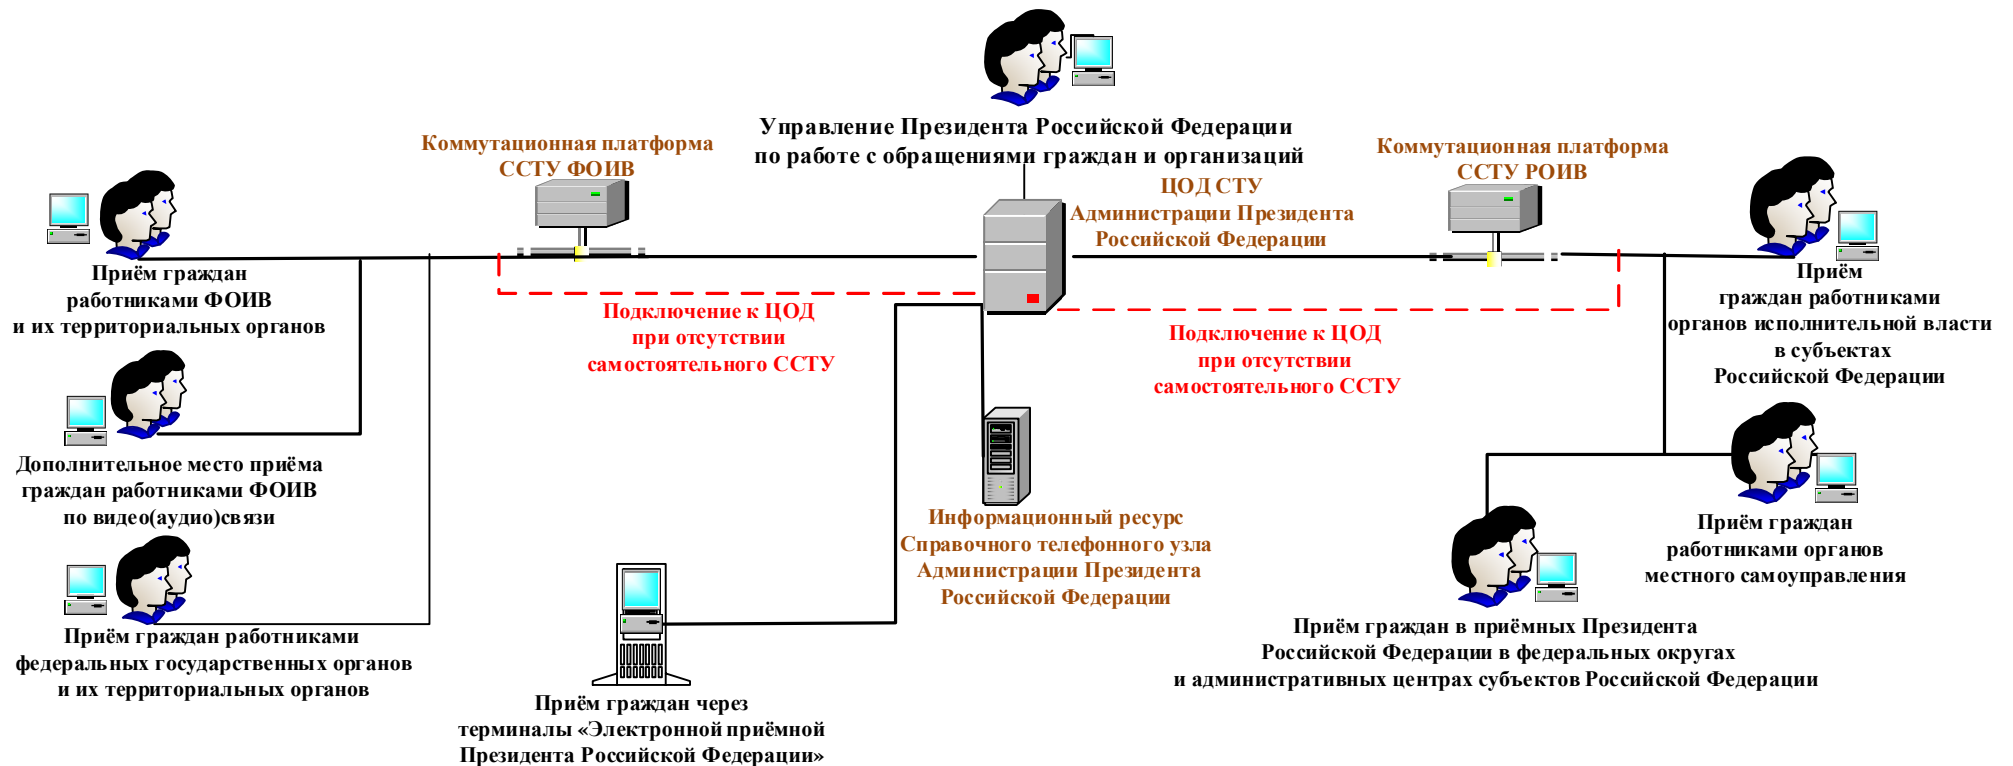 Управление Президента Российской Федерации
по работе с обращениями граждан и организаций
Коммутационная платформа
ССТУ ФОИВ
Коммутационная платформа
ССТУ РОИВ
ЦОД СТУ
Администрации Президента
Российской Федерации
Приём граждан
работниками ФОИВ
и их территориальных органов
Подключение к ЦОД
при отсутствии
самостоятельного ССТУ
Подключение к ЦОД
при отсутствии
самостоятельного ССТУ
Приём
граждан работниками
органов исполнительной власти
в субъектах
Российской Федерации
Дополнительное место приёма
граждан работниками ФОИВ
по видео(аудио)связи
Информационный ресурс
Справочного телефонного узла
Администрации Президента
Российской Федерации
Приём граждан
работниками органов
местного самоуправления
Приём граждан работниками
федеральных государственных органов
и их территориальных органов
Приём граждан в приёмных Президента
Российской Федерации в федеральных округах
и административных центрах субъектов Российской Федерации
Приём граждан через
терминалы «Электронной приёмной
Президента Российской Федерации»